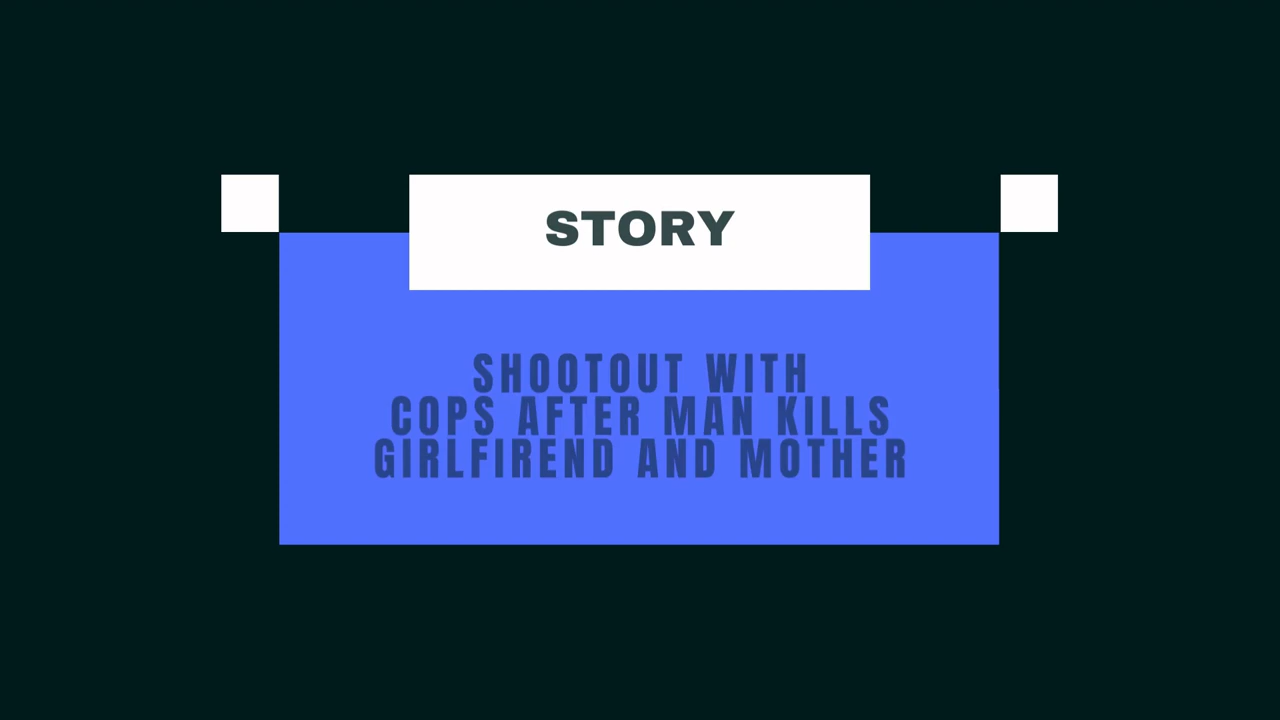 STORY
SHOOTOUT WITH
COPS AFTER MAN KILLS
GIRLFIREND AND MOTHER